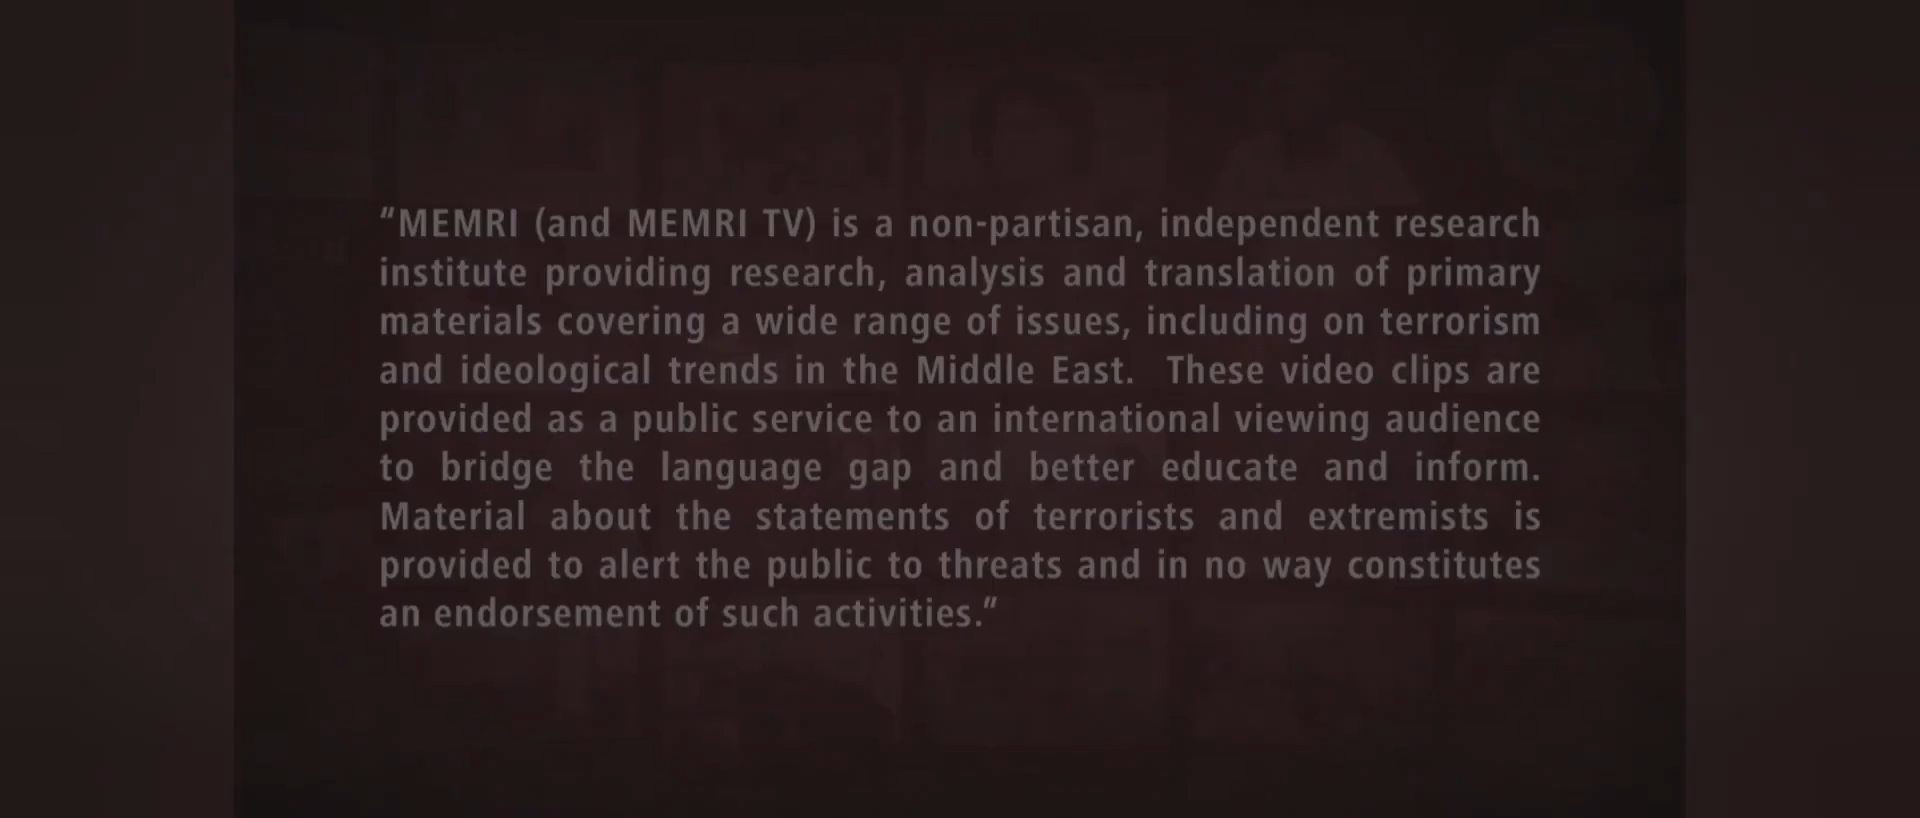 “MEMRI (and MEMRI TV) is a non-partisan, independent research
institute providing research, analysis and translation of primary
materials covering a wide range of issues, including on terrorism
and ideological trends in the Middle East. These video clips are
provided as a public service to an international viewing audience
to bridge the language gap and better educate and inform.
Material about the statements of terrorists and extremists is
provided to alert the public to threats and in no way constitutes
an endorsement of such activities.”